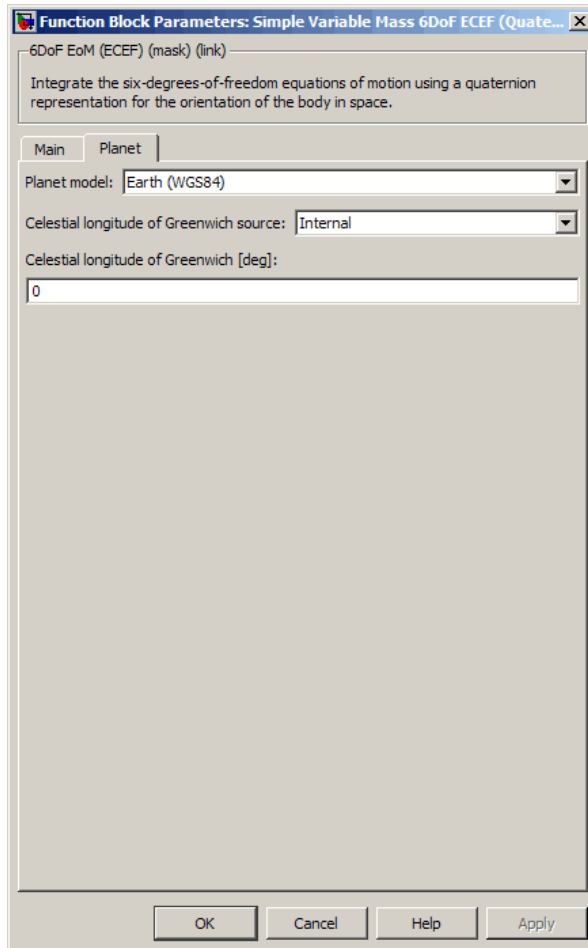 Function Block Parameters: Simple Variable Mass 6DoF ECEF (Quate...
6DoF EoM (ECEF) (mask) (link)
Integrate the six-degrees-of-freedom equations of motion using a quaternion
representation for the orientation of the body in space.
Main Planet
Planet model: Earth (WGS84)
Celestial longitude of Greenwich source: Internal
Celestial longitude of Greenwich [deg]:
0
OK Cancel Help Apply